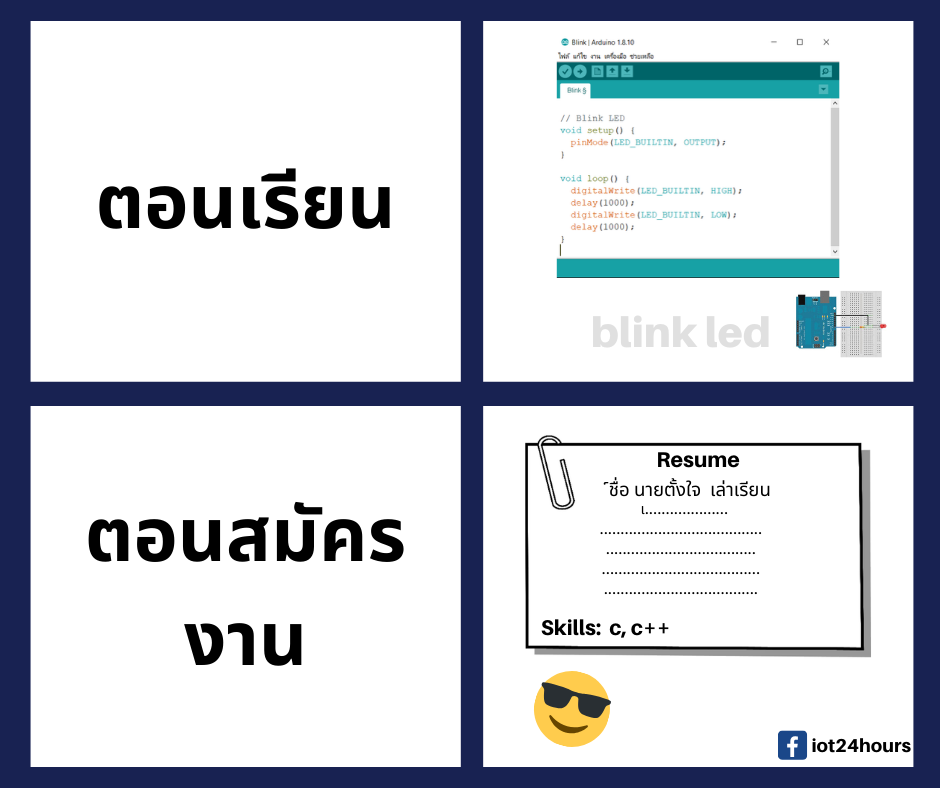 ตอนเรียน
Blink | Arduino 1.8.10
ไฟล์ แก้ไข งาน เครื่องมือ ช่วยเหลือ
Blink §
// Blink LED
void setup() {
pinMode(LED_BUILTIN, OUTPUT);
}
void loop() {
digitalWrite(LED_BUILTIN, HIGH);
delay(1000);
digitalWrite(LED_BUILTIN, LOW);
delay(1000);
}
blink led
ตอนสมัคร
งาน
Resume
์ชื่อ นายตั้งใจ เล่าเรียน
เ....................
.......................................
....................................
......................................
.....................................
Skills: c, c++
iot24hours